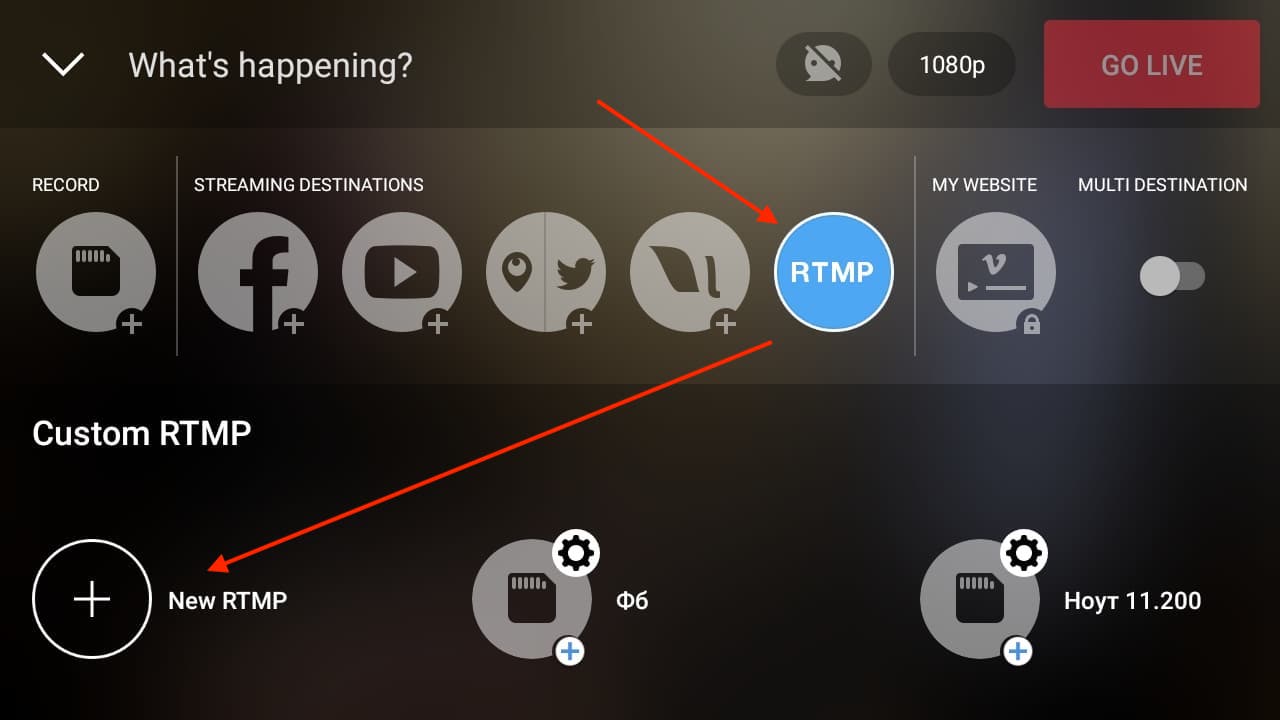 What's happening?
1080p
GO LIVE
RECORD
STREAMING DESTINATIONS
MY WEBSITE
MULTI DESTINATION
RTMP
Custom RTMP
New RTMP
Фб
Ноут 11.200